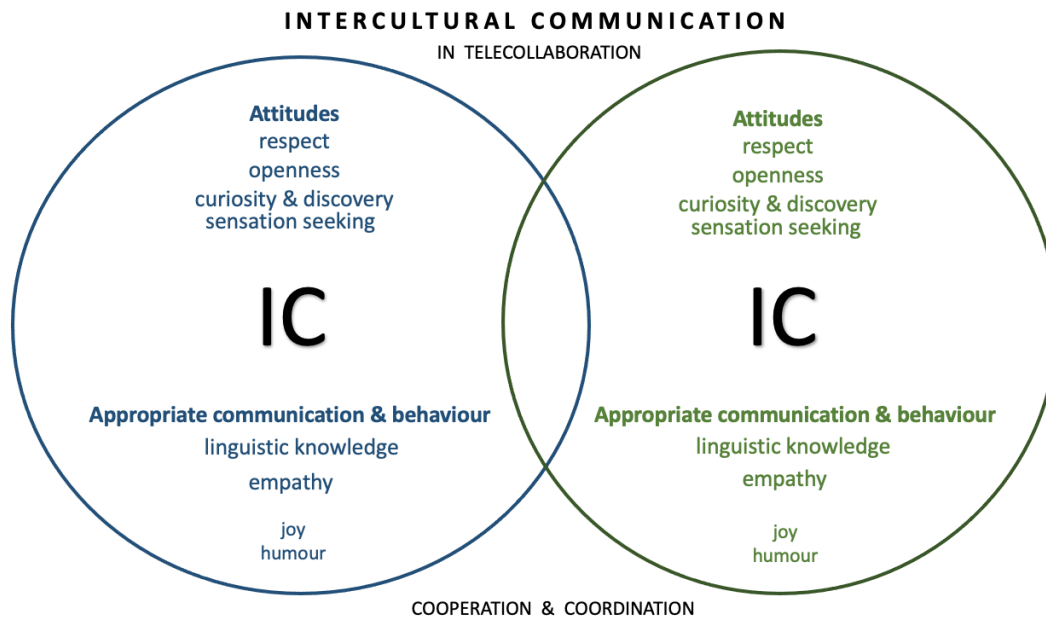 INTERCULTURAL COMMUNICATION
IN TELECOLLABORATION
Attitudes
respect
openness
curiosity & discovery
sensation seeking
IC
Appropriate communication & behaviour
linguistic knowledge
empathy
joy
humour
Attitudes
respect
openness
curiosity & discovery
sensation seeking
IC
Appropriate communication & behaviour
linguistic knowledge
empathy
joy
humour
COOPERATION & COORDINATION